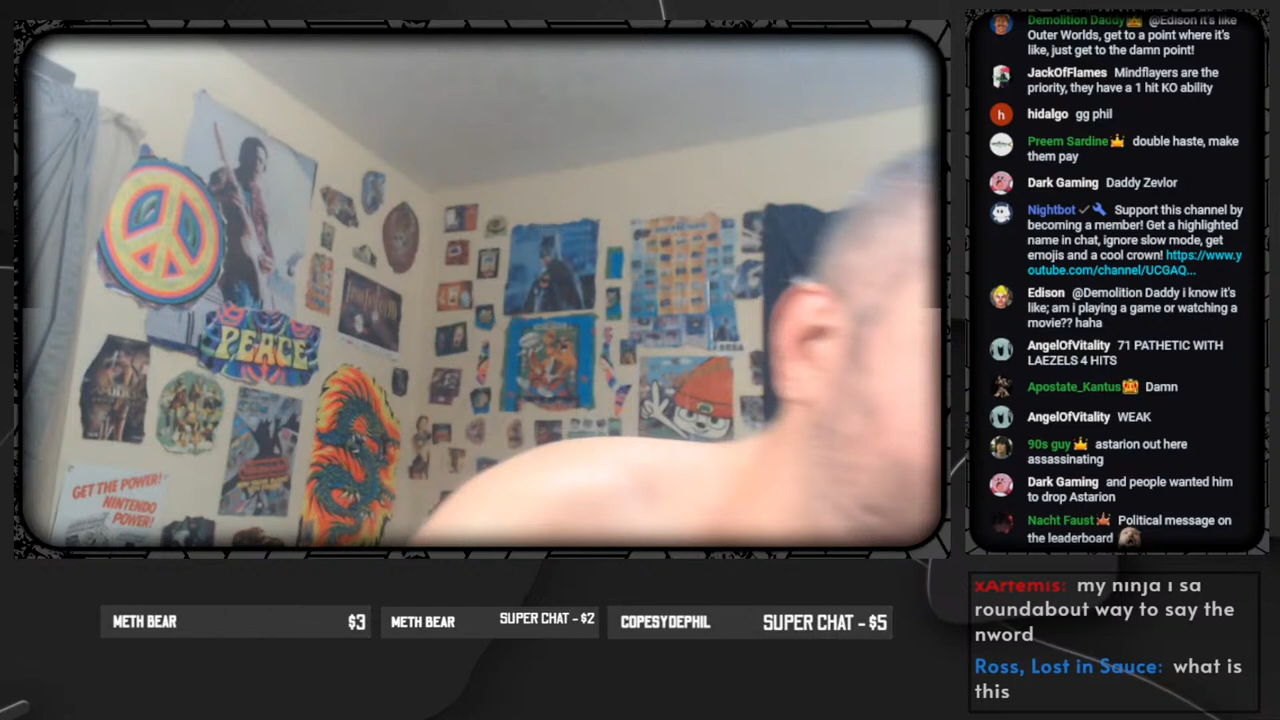 PEACE
GET THE POWER!
NINTENDO
POWER!
SEGA
Demolition Daddy @Edison it's like
Outer Worlds, get to a point where it's
like, just get to the damn point!
JackOfFlames Mindflayers are the
priority, they have a 1 hit KO ability
h
hidalgo gg phil
Preem Sardine double haste, make
them pay
Dark Gaming Daddy Zevlor
Nightbot Support this channel by
becoming a member! Get a highlighted
name in chat, ignore slow mode, get
emojis and a cool crown! https://www.y
outube.com/channel/UCGAQ...
Edison @Demolition Daddy i know it's
like; am i playing a game or watching a
movie?? haha
AngelOfVitality 71 PATHETIC WITH
LAEZELS 4 HITS
Apostate_Kantus Damn
AngelOfVitality WEAK
90s guy astarion out here
assassinating
Dark Gaming and people wanted him
to drop Astarion
Nacht Faust Political message on
the leaderboard
METH BEAR $3
METH BEAR SUPER CHAT - $2
COPESYDEPHIL SUPER CHAT - $5
xArtemis: my ninja i sa
roundabout way to say the
nword
Ross, Lost in Sauce: what is
this